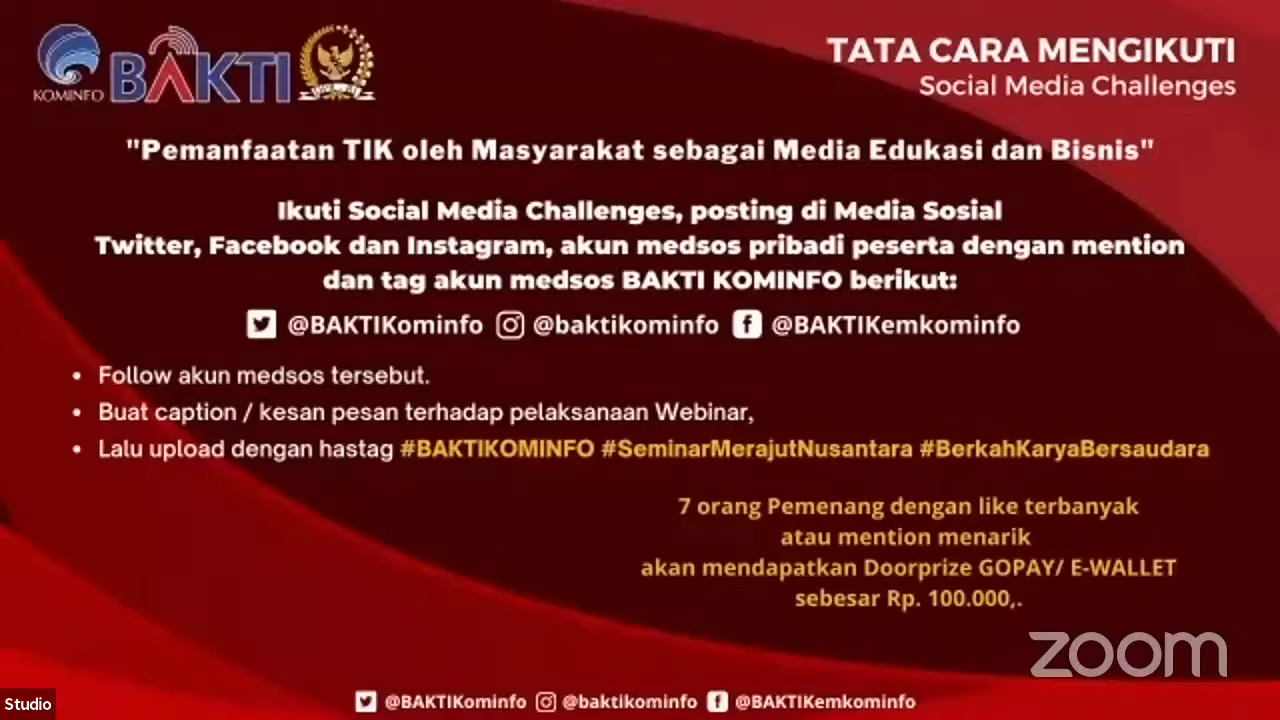 KOMINFO BAKTI
TATA CARA MENGIKUTI
Social Media Challenges
"Pemanfaatan TIK oleh Masyarakat sebagai Media Edukasi dan Bisnis"
Ikuti Social Media Challenges, posting di Media Sosial
Twitter, Facebook dan Instagram, akun medsos pribadi peserta dengan mention
dan tag akun medsos BAKTI KOMINFO berikut:
@BAKTIKominfo @baktikominfo @BAKTIKemkominfo
• Follow akun medsos tersebut.
• Buat caption / kesan pesan terhadap pelaksanaan Webinar,
• Lalu upload dengan hastag #BAKTIKOMINFO #SeminarMerajutNusantara #BerkahKaryaBersaudara
7 orang Pemenang dengan like terbanyak
atau mention menarik
akan mendapatkan Doorprize GOPAY/ E-WALLET
sebesar Rp. 100.000,.
zoom
Studio
@BAKTIKominfo @baktikominfo @BAKTIKemkominfo